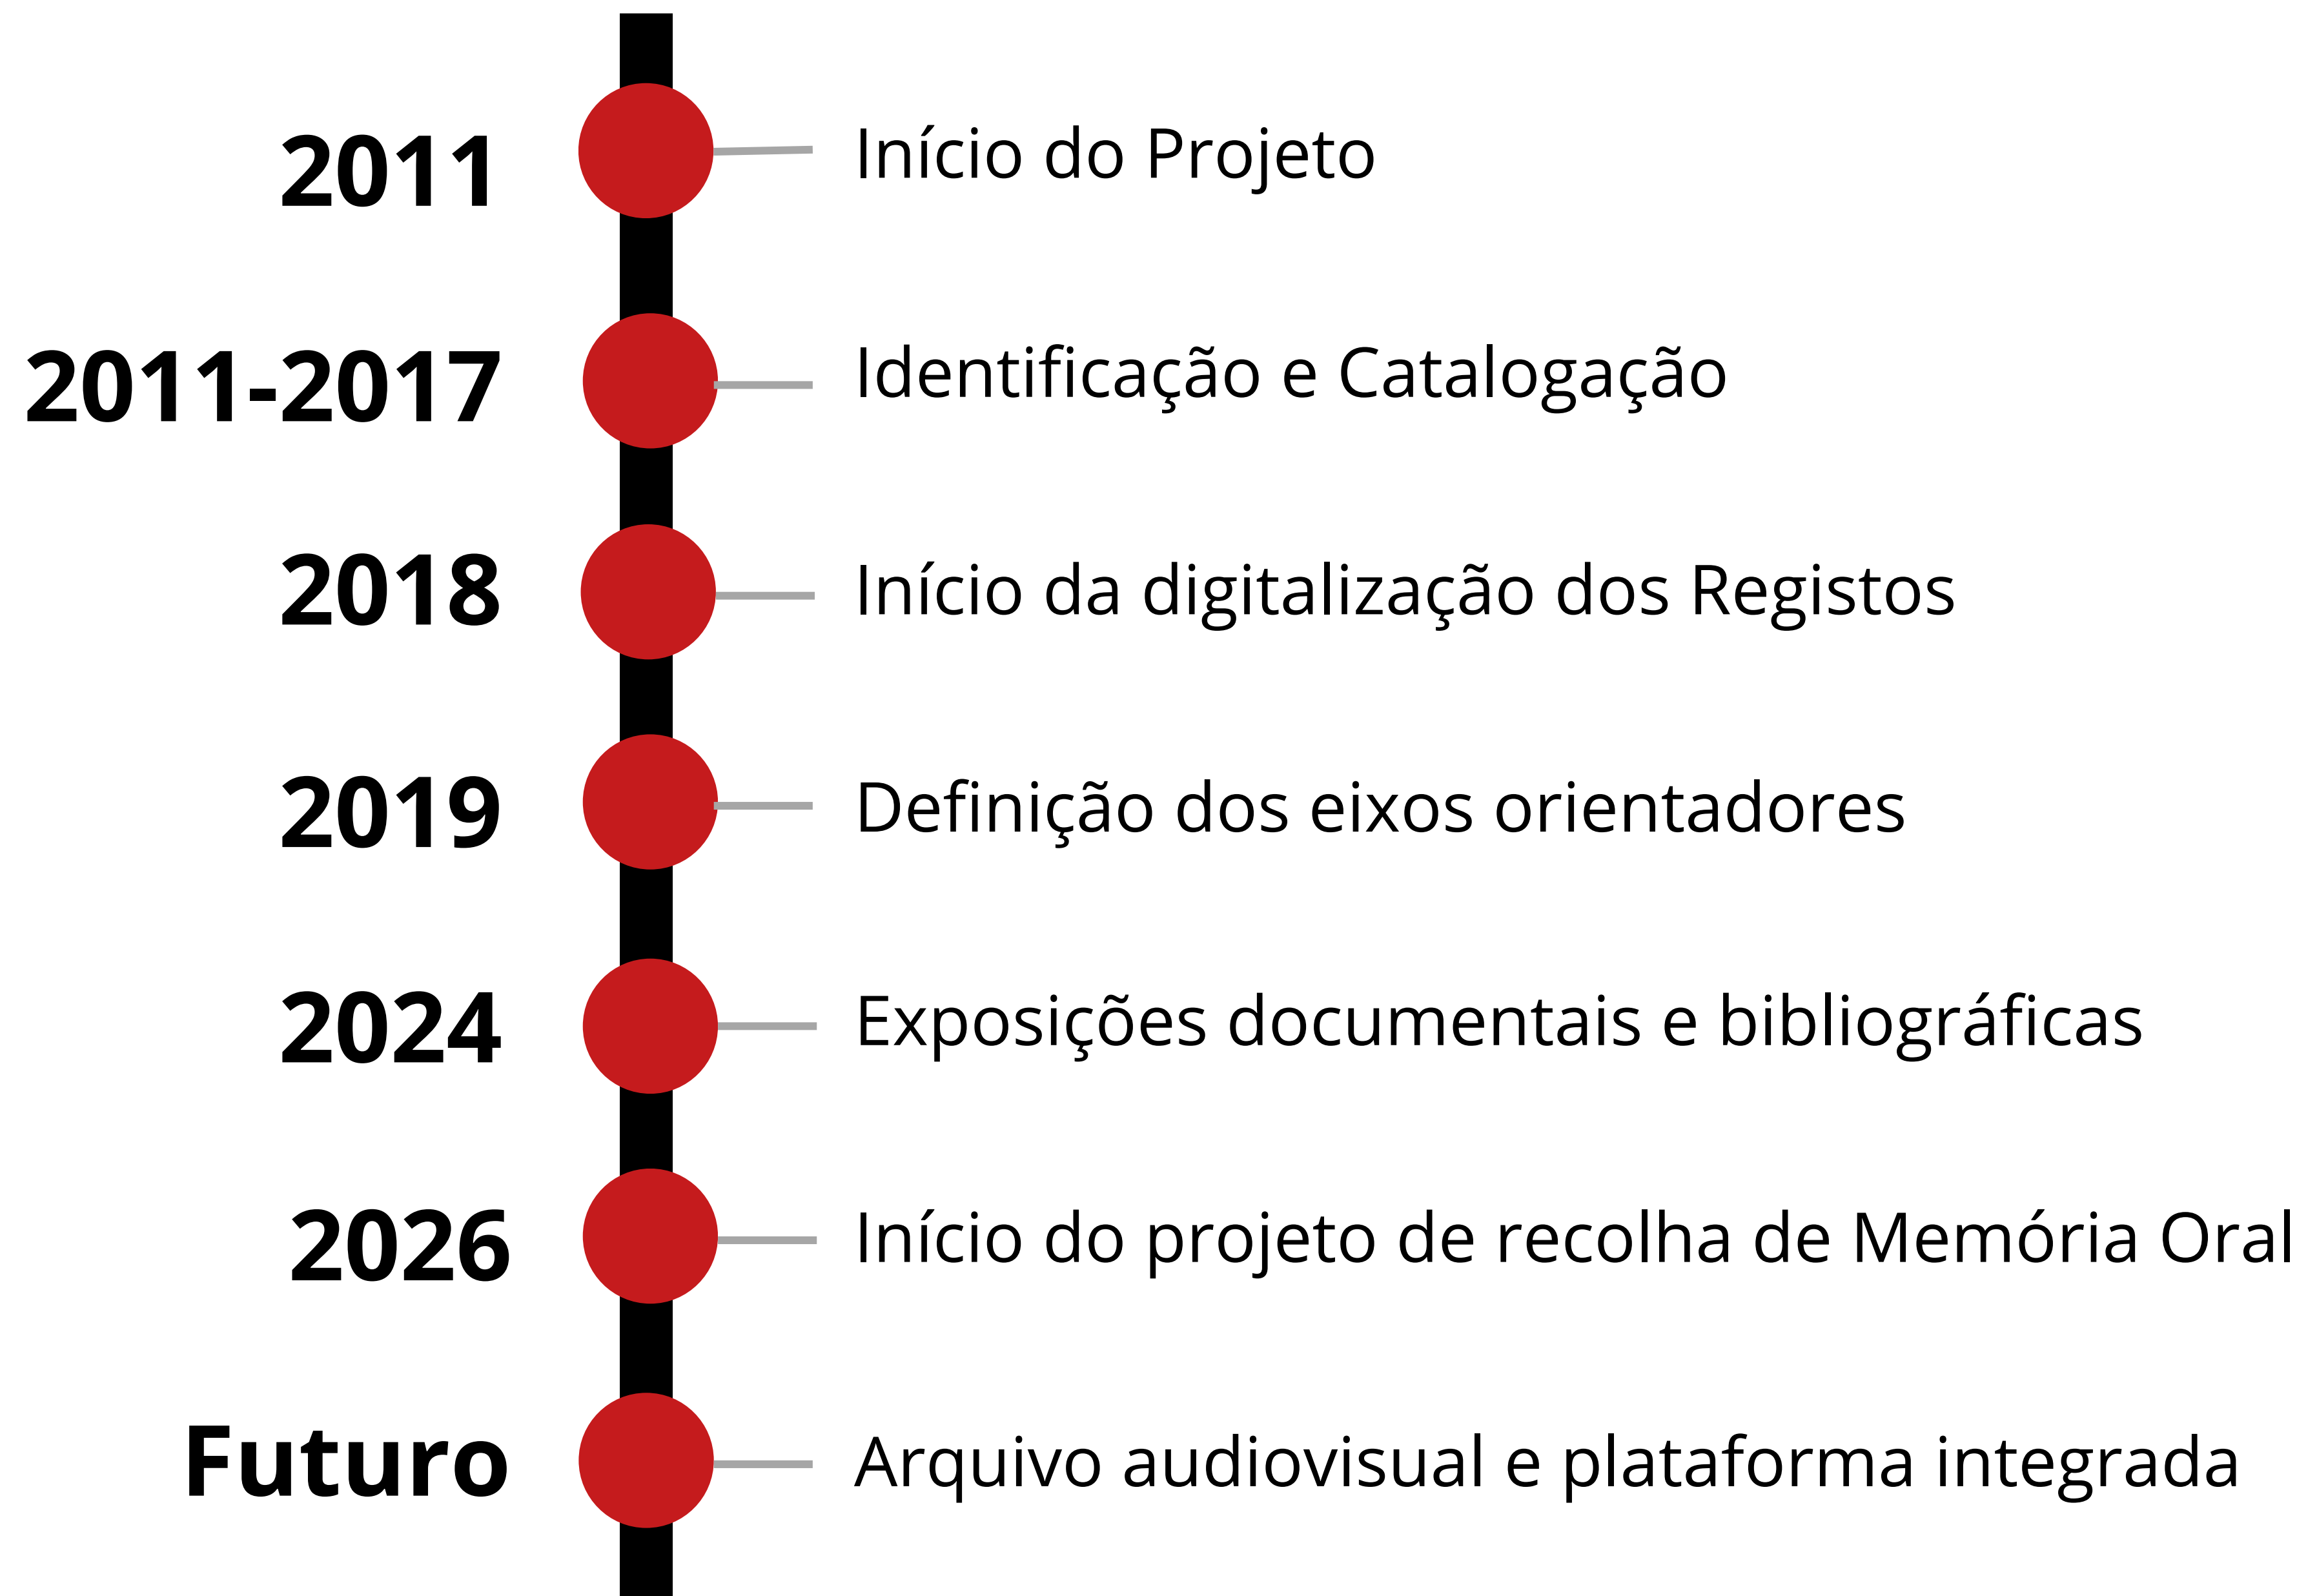 2011
Início do Projeto
2011-2017
Identificação e Catalogação
2018
Início da digitalização dos Registos
2019
Definição dos eixos orientadores
2024
Exposições documentais e bibliográficas
2026
Início do projeto de recolha de Memória Oral
Futuro
Arquivo audiovisual e plataforma integrada